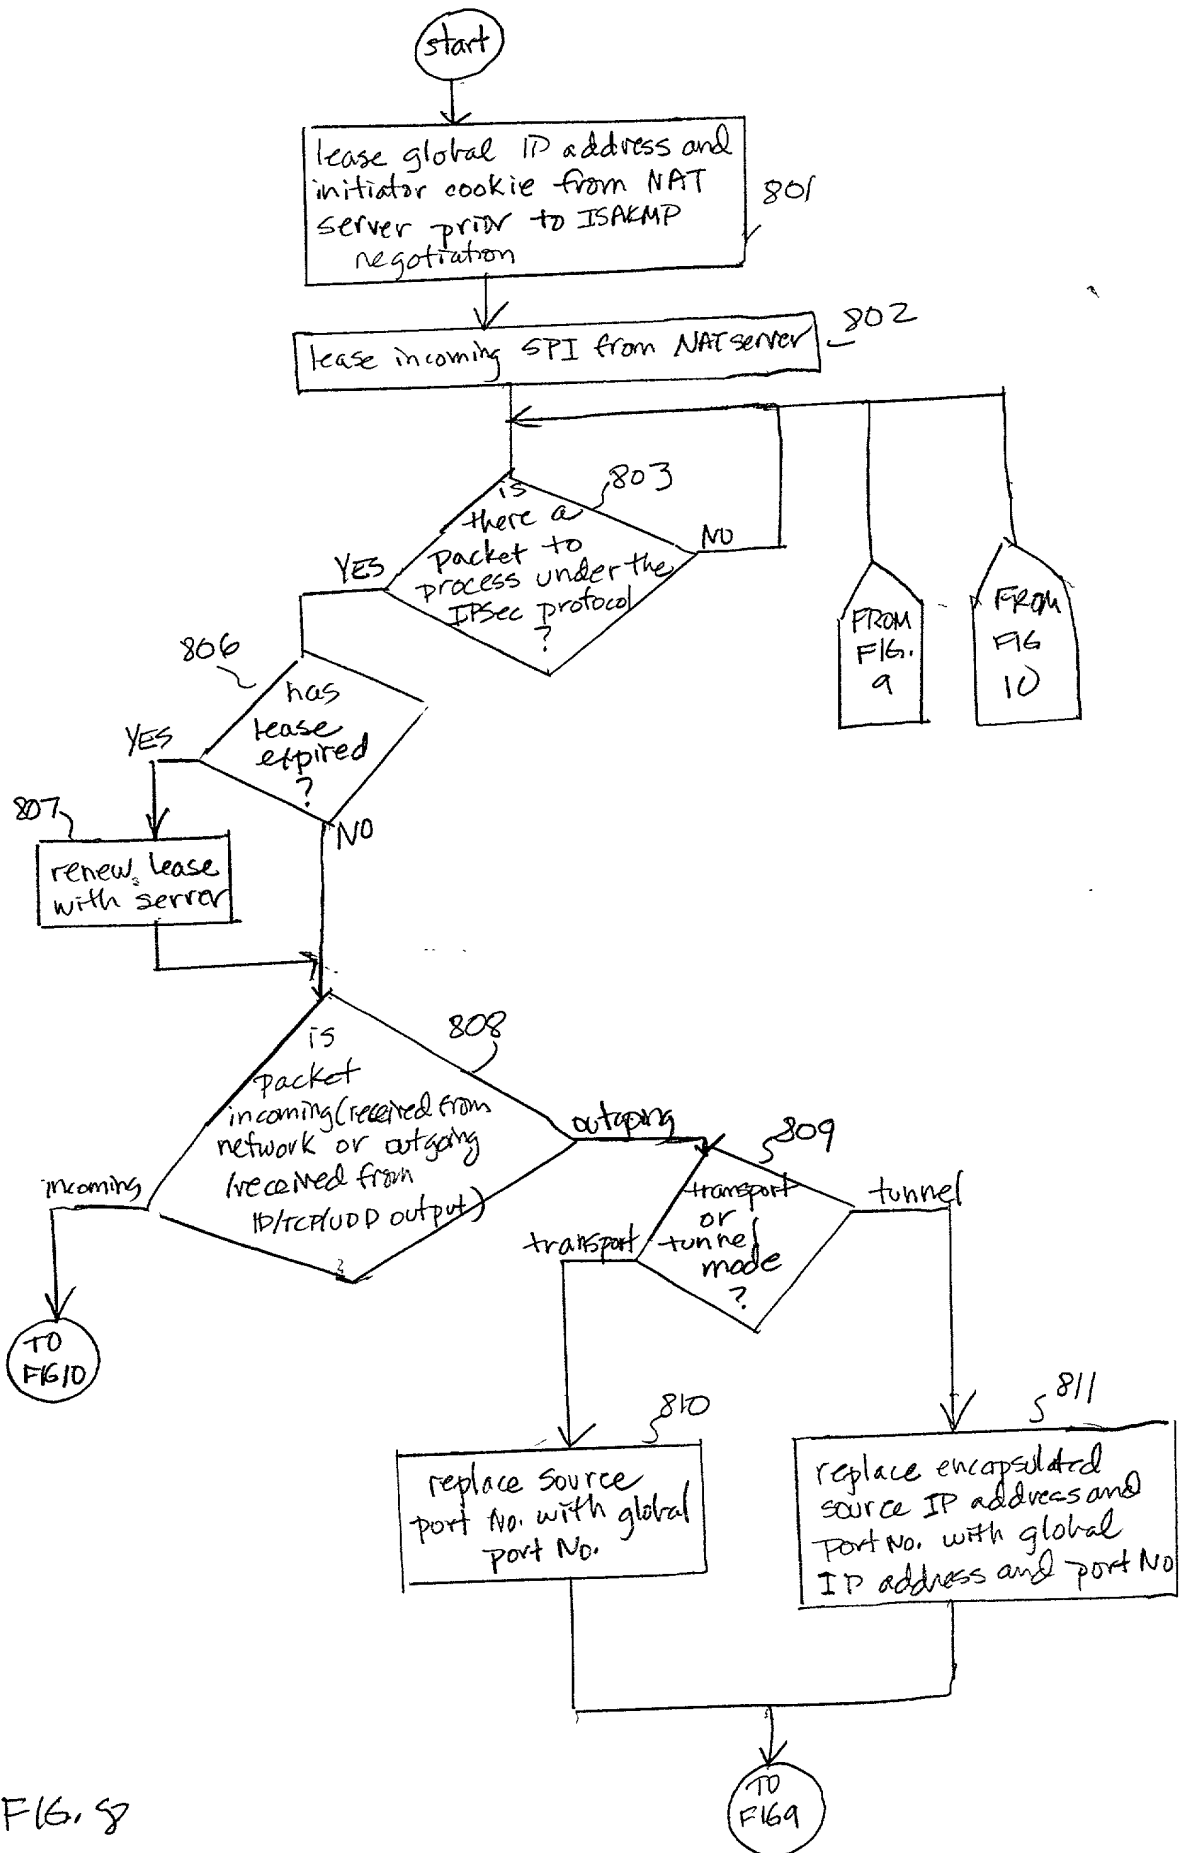 start
lease global IP address and
initiator cookie from NAT
server prior to ISAKMP
negotiation
801
lease incoming SPI from NAT server
802
is
there a
packet to
process under the
IPSec protocol
?
803
YES
NO
FROM
FIG.
9
FROM
FIG
10
806
has
lease
expired
?
YES
NO
807
renew lease
with server
808
is
packet
incoming (received from
network or outgoing
(received from
IP/TCP/UDP output)
?
incoming
outgoing
TO
FIG 10
809
transport
or
tunnel
mode
?
transport
tunnel
810
replace source
port No. with global
port No.
811
replace encapsulated
source IP address and
port No. with global
IP address and port No
TO
FIG 9
FIG. 8